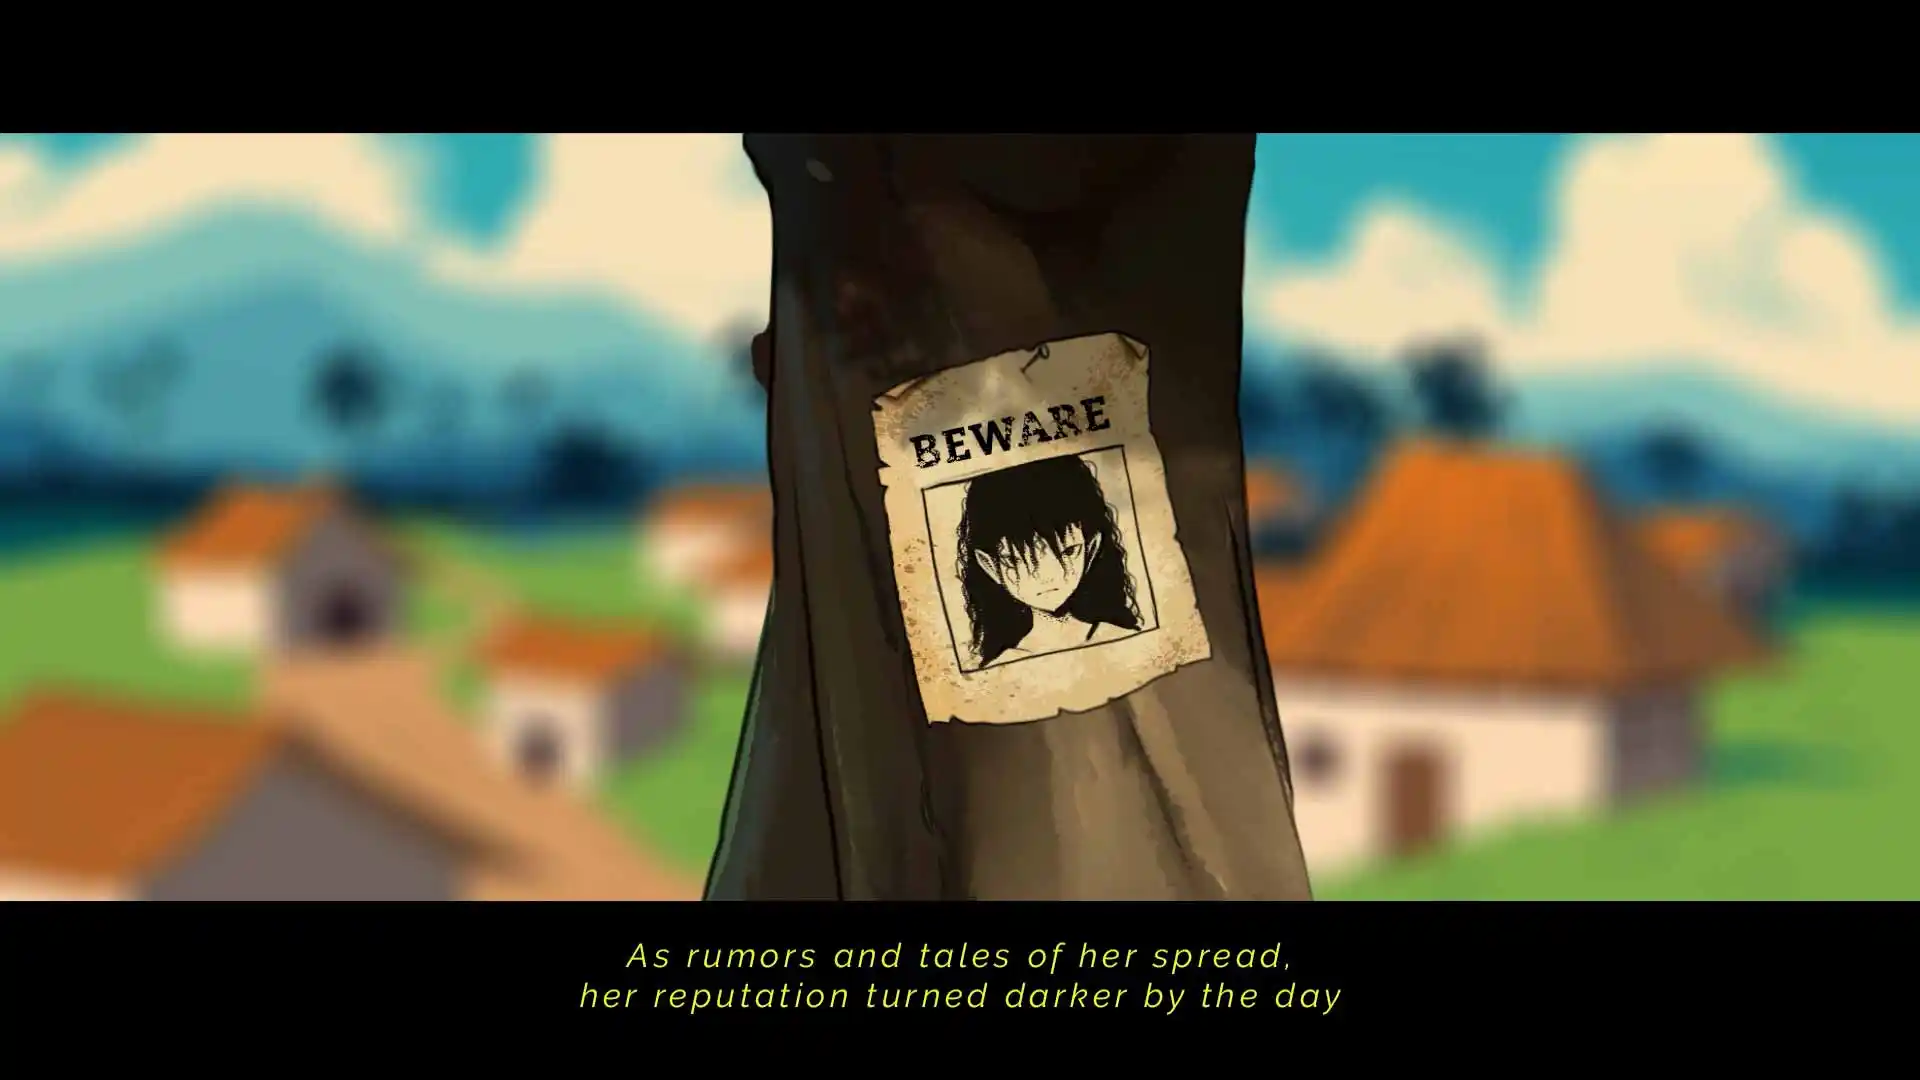 BEWARE
As rumors and tales of her spread,
her reputation turned darker by the day